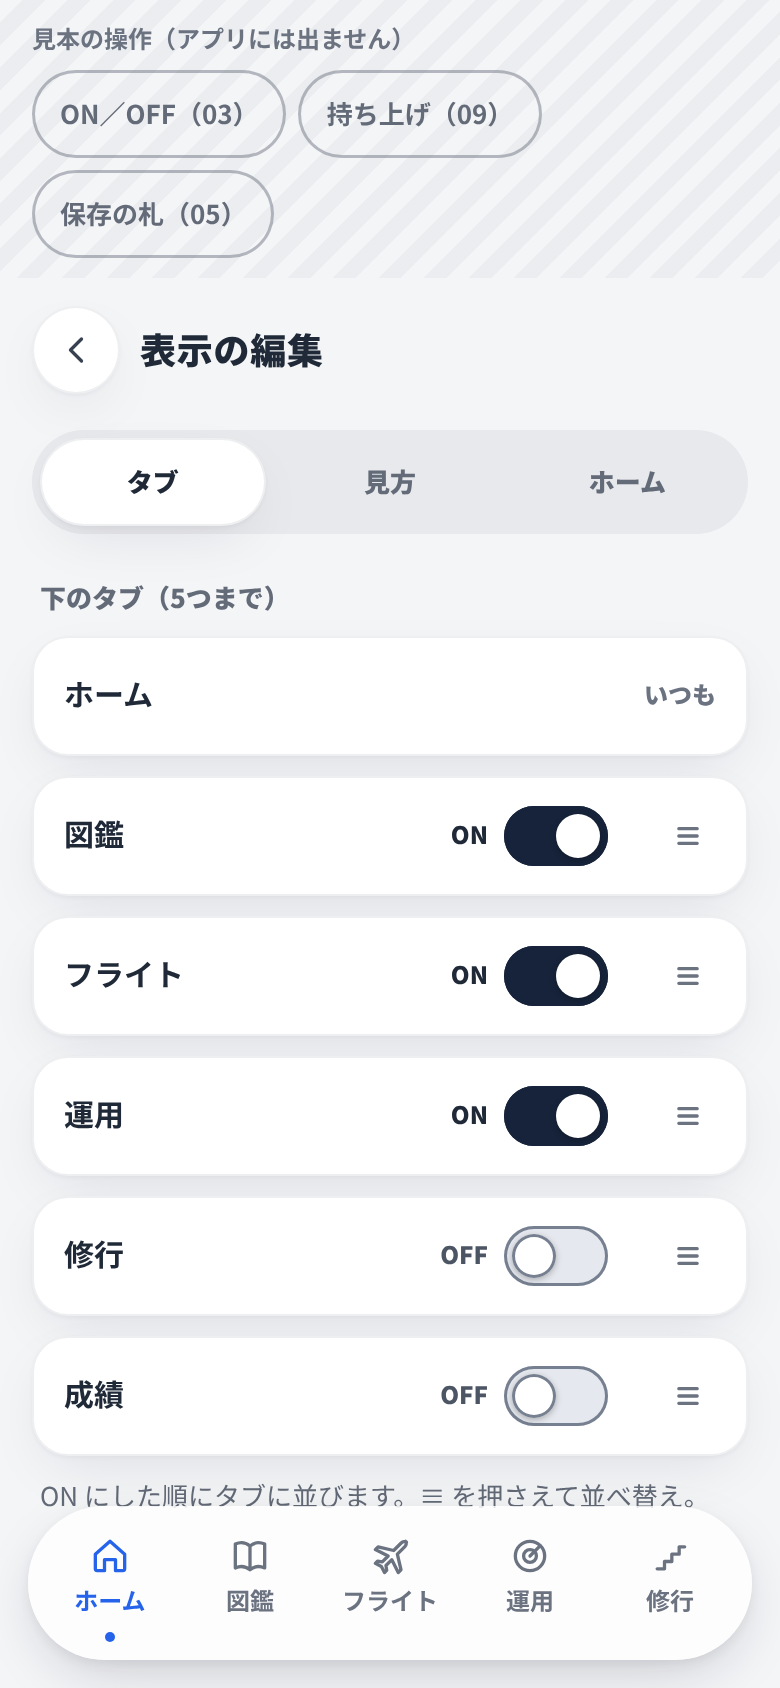 見本の操作（アプリには出ません）
ON／OFF（03）
持ち上げ（09）
保存の札（05）
表示の編集
タブ
見方
ホーム
下のタブ（5つまで）
ホーム
いつも
図鑑
ON
フライト
ON
運用
ON
修行
OFF
成績
OFF
ON にした順にタブに並びます。≡ を押さえて並べ替え。
ホーム
図鑑
フライト
運用
修行